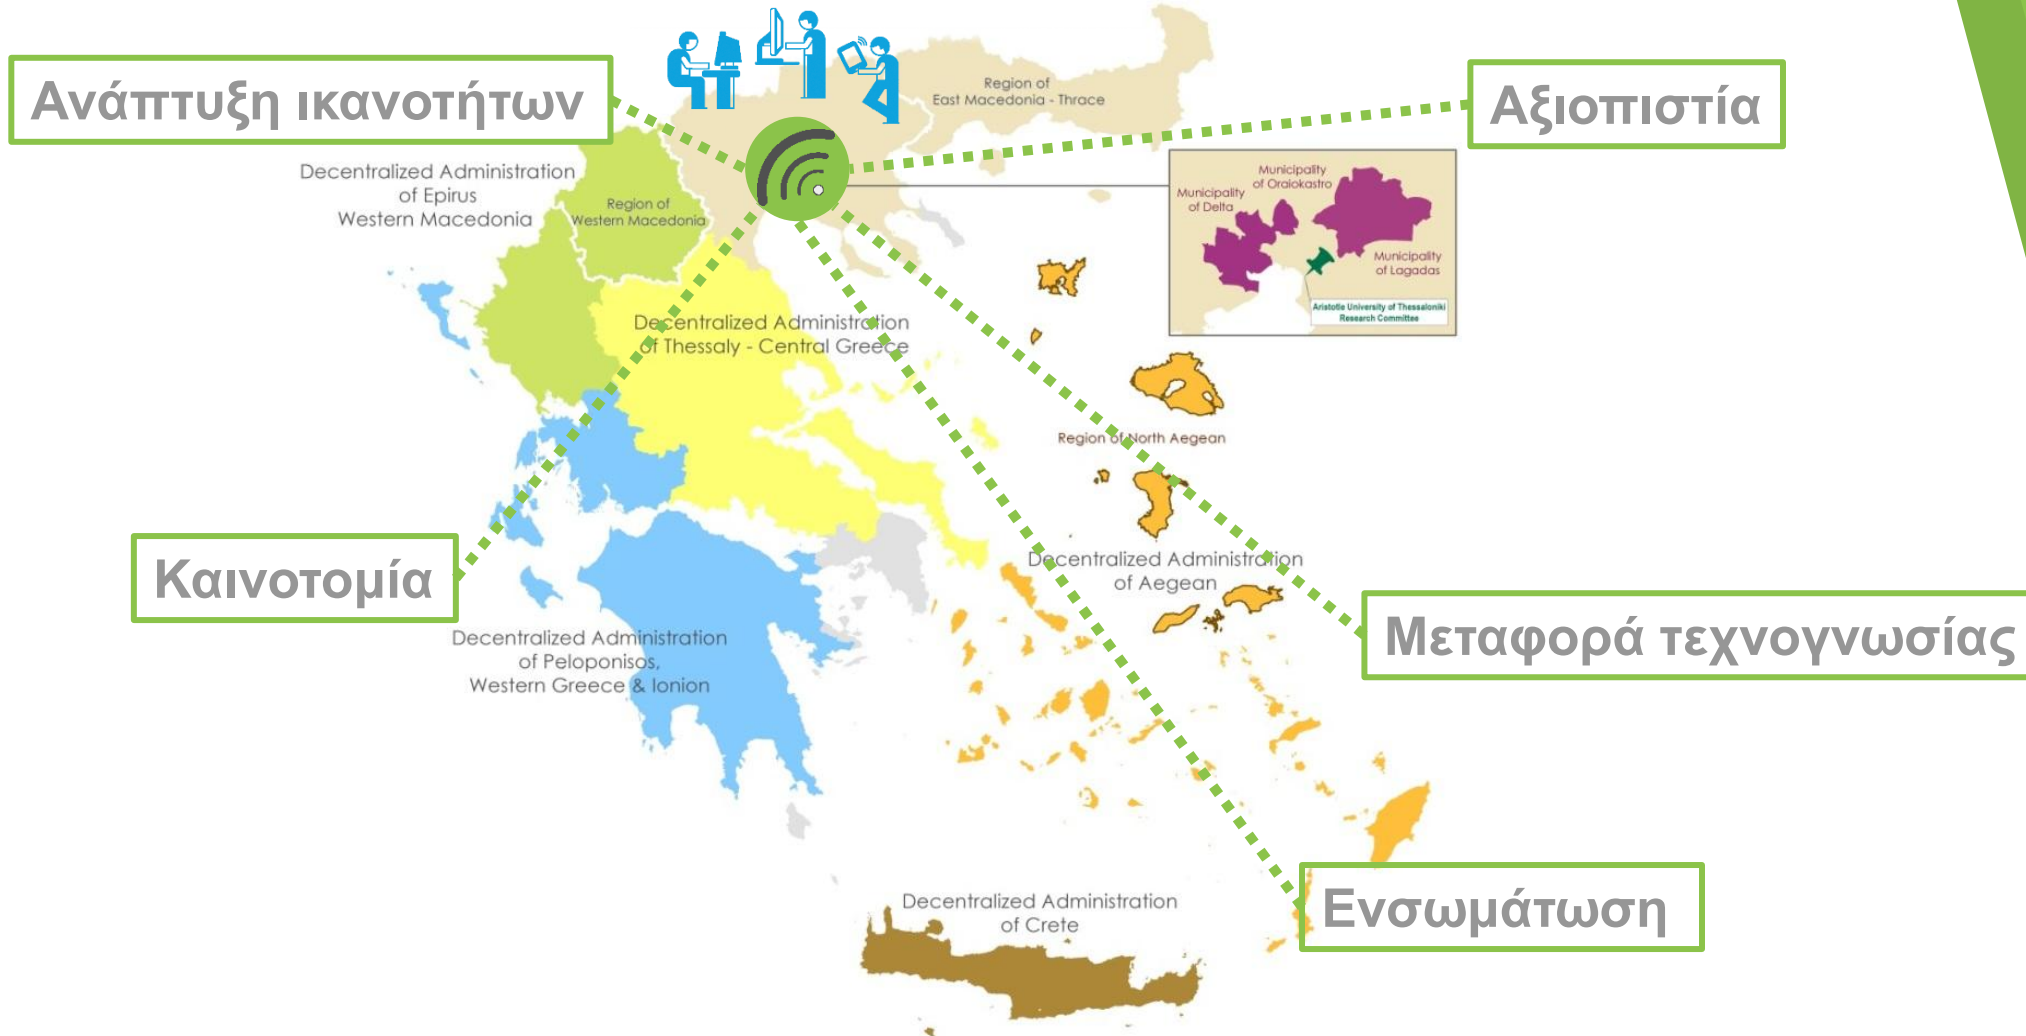 Ανάπτυξη ικανοτήτων
Region of
East Macedonia - Thrace
Αξιοπιστία
Decentralized Administration
of Epirus
Western Macedonia
Region of
Western Macedonia
Municipality
of Oraiokastro
Municipality
of Delta
Municipality
of Lagadas
Aristotle University of Thessaloniki
Research Committee
Decentralized Administration
of Thessaly - Central Greece
Region of North Aegean
Καινοτομία
Decentralized Administration
of Aegean
Μεταφορά τεχνογνωσίας
Decentralized Administration
of Peloponisos,
Western Greece & Ionion
Decentralized Administration
of Crete
Ενσωμάτωση